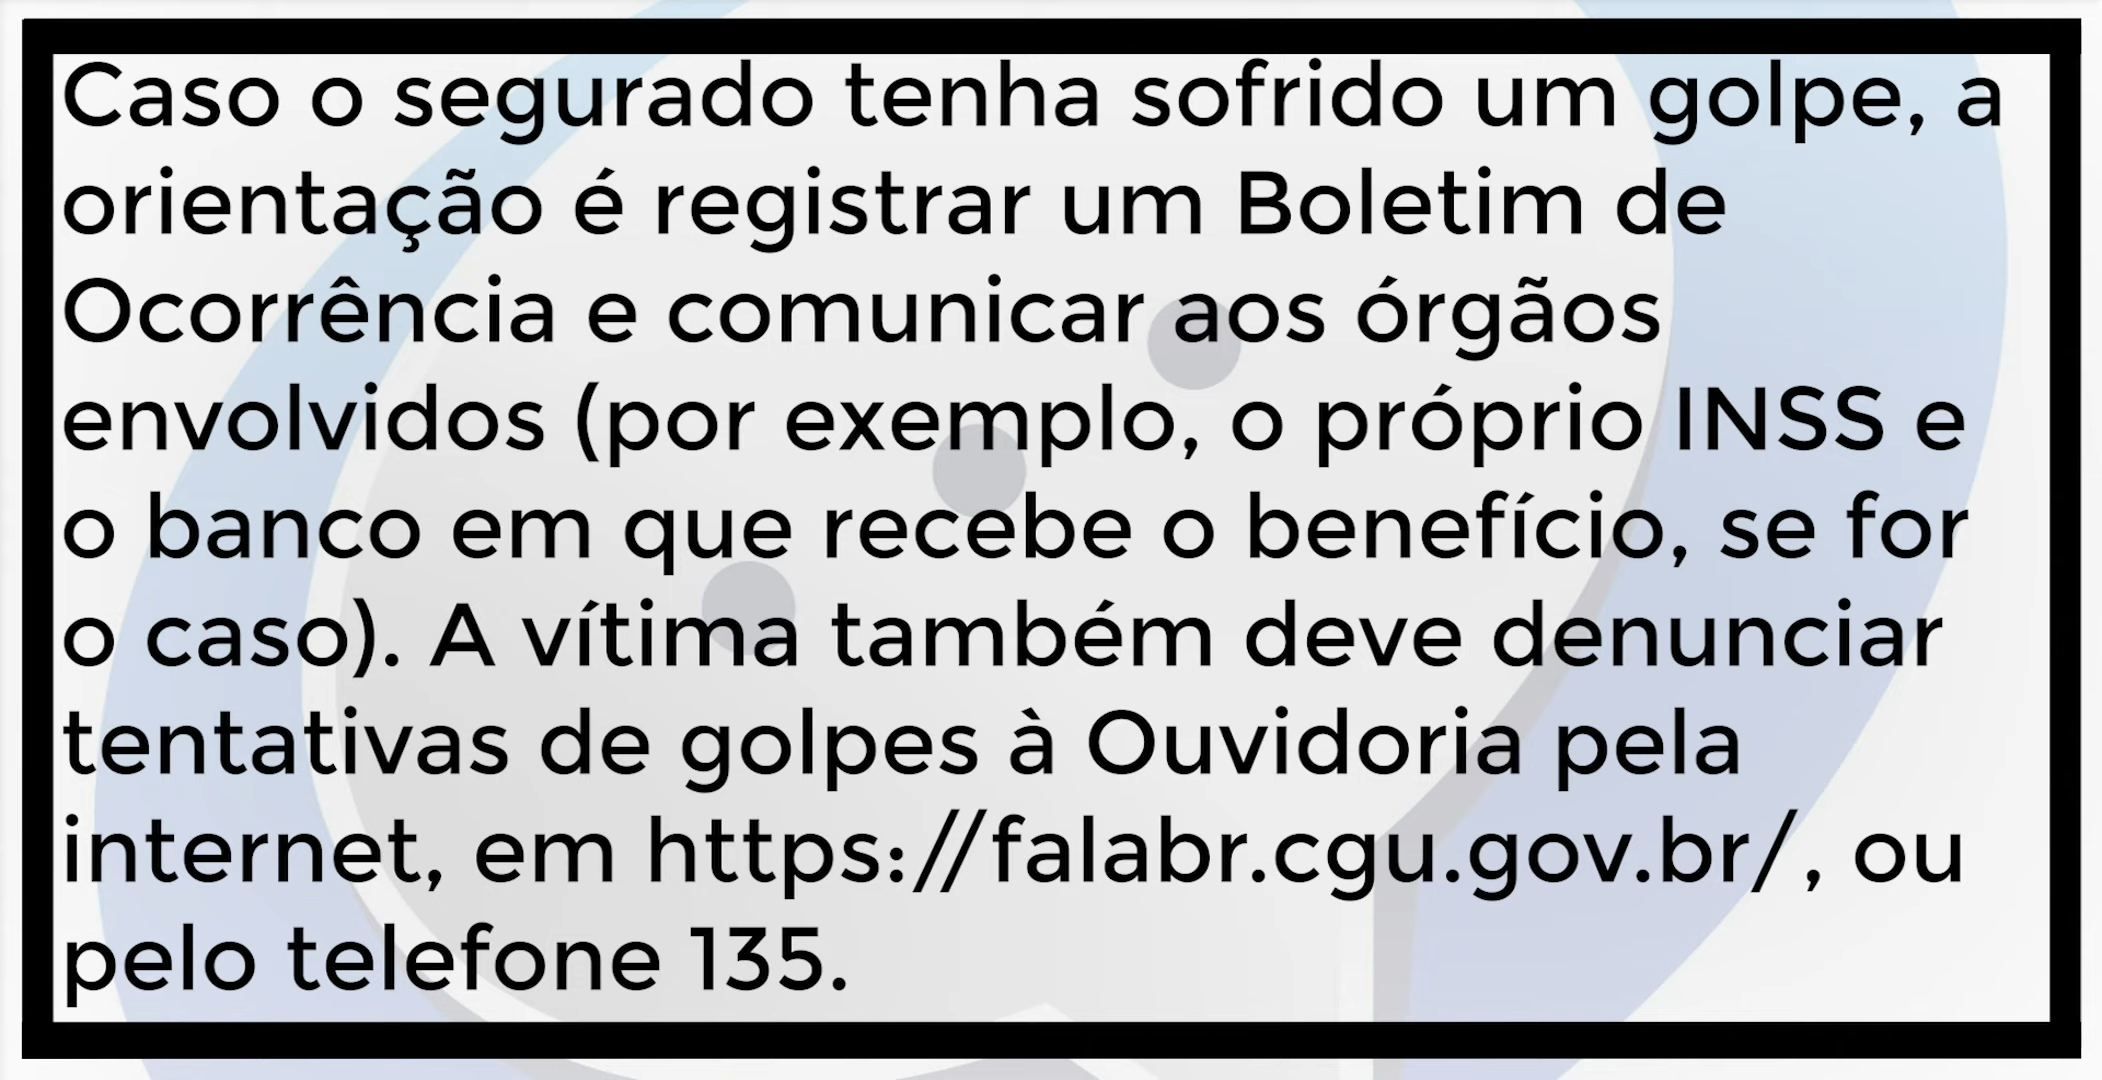 Caso o segurado tenha sofrido um golpe, a
orientação é registrar um Boletim de
Ocorrência e comunicar aos órgãos
envolvidos (por exemplo, o próprio INSS e
o banco em que recebe o benefício, se for
o caso). A vítima também deve denunciar
tentativas de golpes à Ouvidoria pela
internet, em https://falabr.cgu.gov.br/, ou
pelo telefone 135.